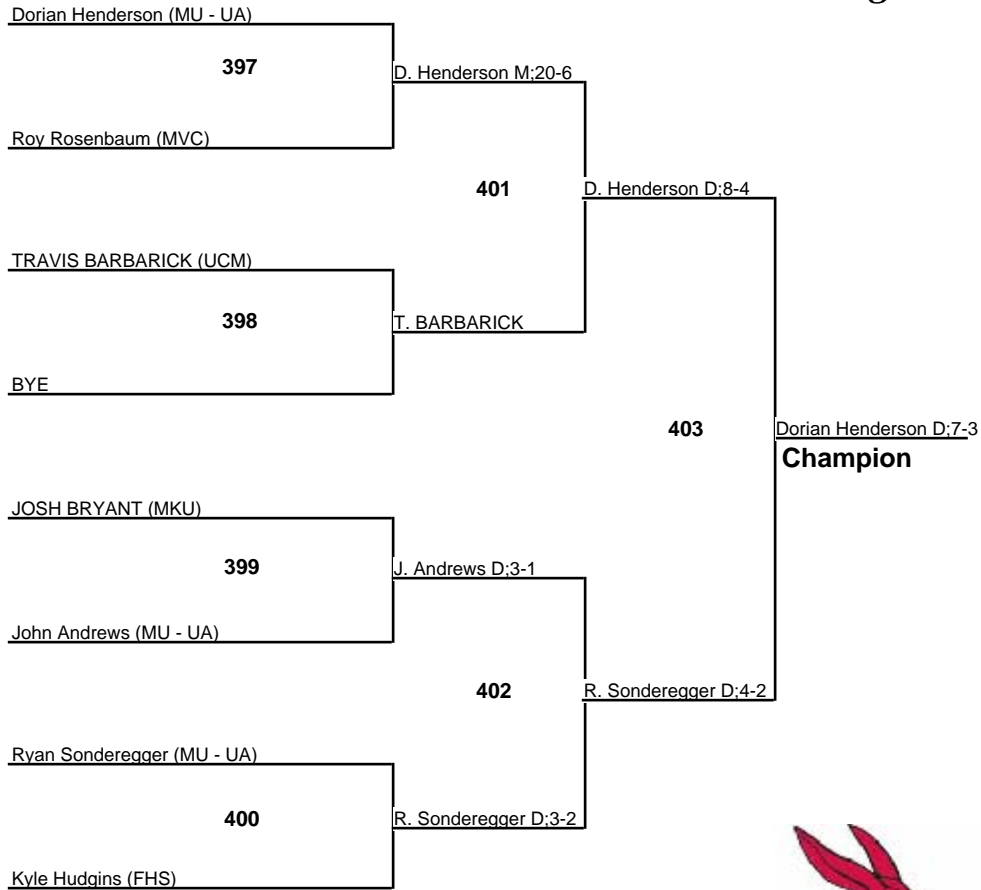 Dorian Henderson (MU - UA)
397
D. Henderson M;20-6
Roy Rosenbaum (MVC)
401
D. Henderson D;8-4
TRAVIS BARBARICK (UCM)
398
T. BARBARICK
BYE
403
Dorian Henderson D;7-3
Champion
JOSH BRYANT (MKU)
399
J. Andrews D;3-1
John Andrews (MU - UA)
402
R. Sonderegger D;4-2
Ryan Sonderegger (MU - UA)
400
R. Sonderegger D;3-2
Kyle Hudgins (FHS)